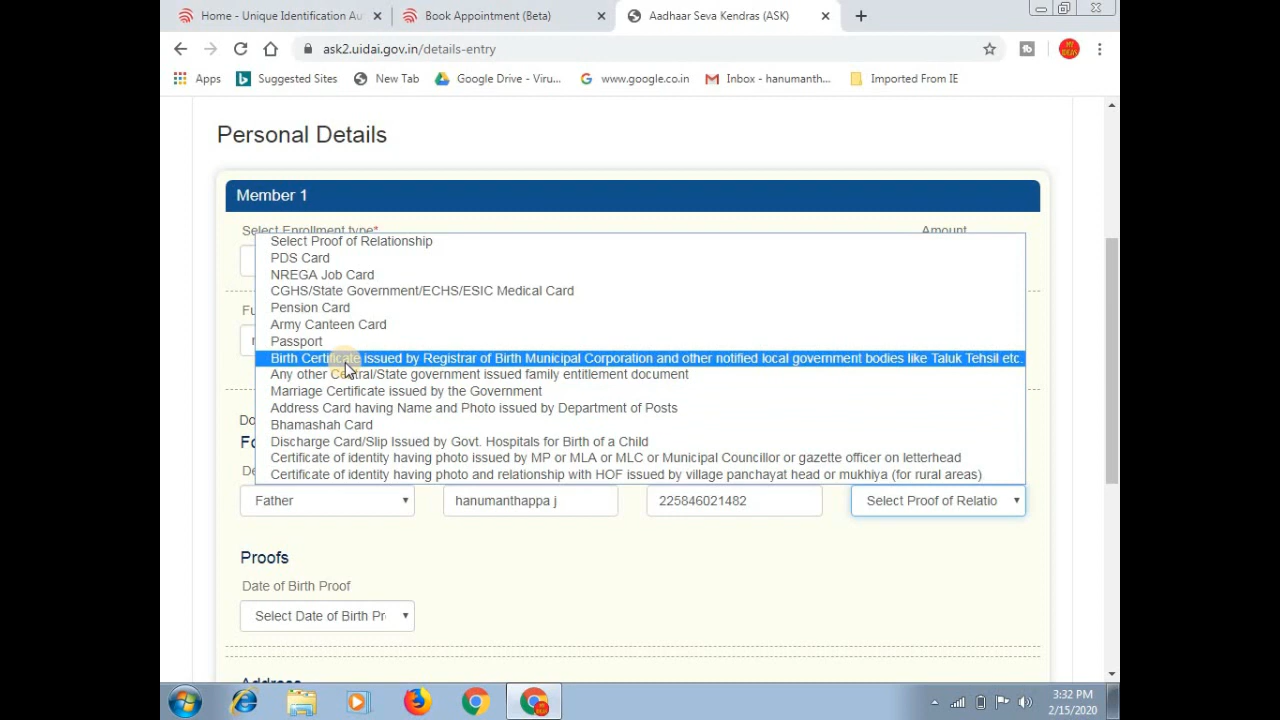 Home - Unique Identification Au
Book Appointment (Beta)
Aadhaar Seva Kendras (ASK)
ask2.uidai.gov.in/details-entry
Apps
Suggested Sites
New Tab
Google Drive - Viru...
www.google.co.in
Inbox - hanumanth...
Imported From IE
Personal Details
Member 1
Select Enrollment type*
Amount
Select Proof of Relationship
PDS Card
NREGA Job Card
CGHS/State Government/ECHS/ESIC Medical Card
Pension Card
Army Canteen Card
Passport
Birth Certificate issued by Registrar of Birth Municipal Corporation and other notified local government bodies like Taluk Tehsil etc.
Any other Central/State government issued family entitlement document
Marriage Certificate issued by the Government
Address Card having Name and Photo issued by Department of Posts
Bhamashah Card
Discharge Card/Slip Issued by Govt. Hospitals for Birth of a Child
Certificate of identity having photo issued by MP or MLA or MLC or Municipal Councillor or gazette officer on letterhead
Certificate of identity having photo and relationship with HOF issued by village panchayat head or mukhiya (for rural areas)
Father
hanumanthappa j
225846021482
Select Proof of Relatio
Proofs
Date of Birth Proof
Select Date of Birth Pr
Address
3:32 PM
2/15/2020